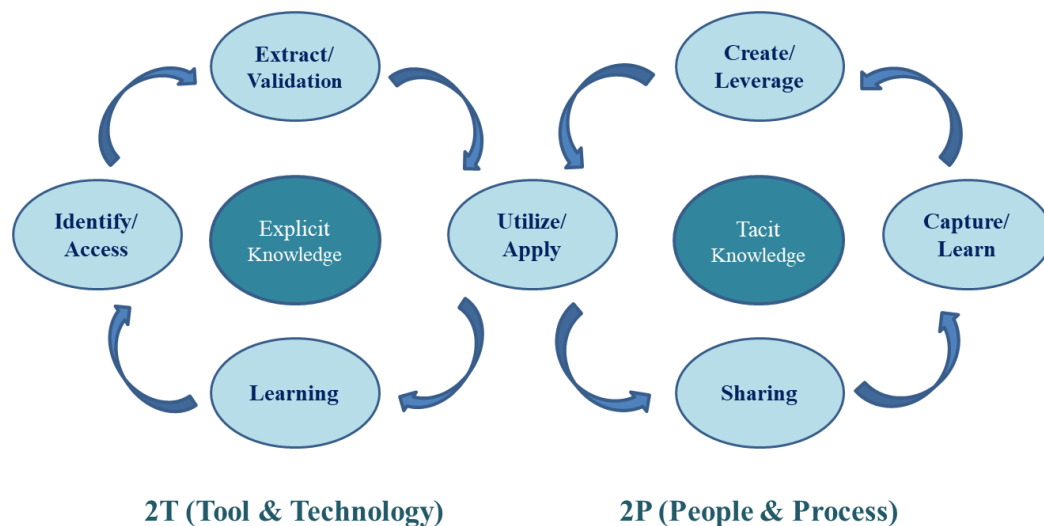 Extract/
Validation
Create/
Leverage
Identify/
Access
Explicit
Knowledge
Utilize/
Apply
Tacit
Knowledge
Capture/
Learn
Learning
Sharing
2T (Tool & Technology)
2P (People & Process)